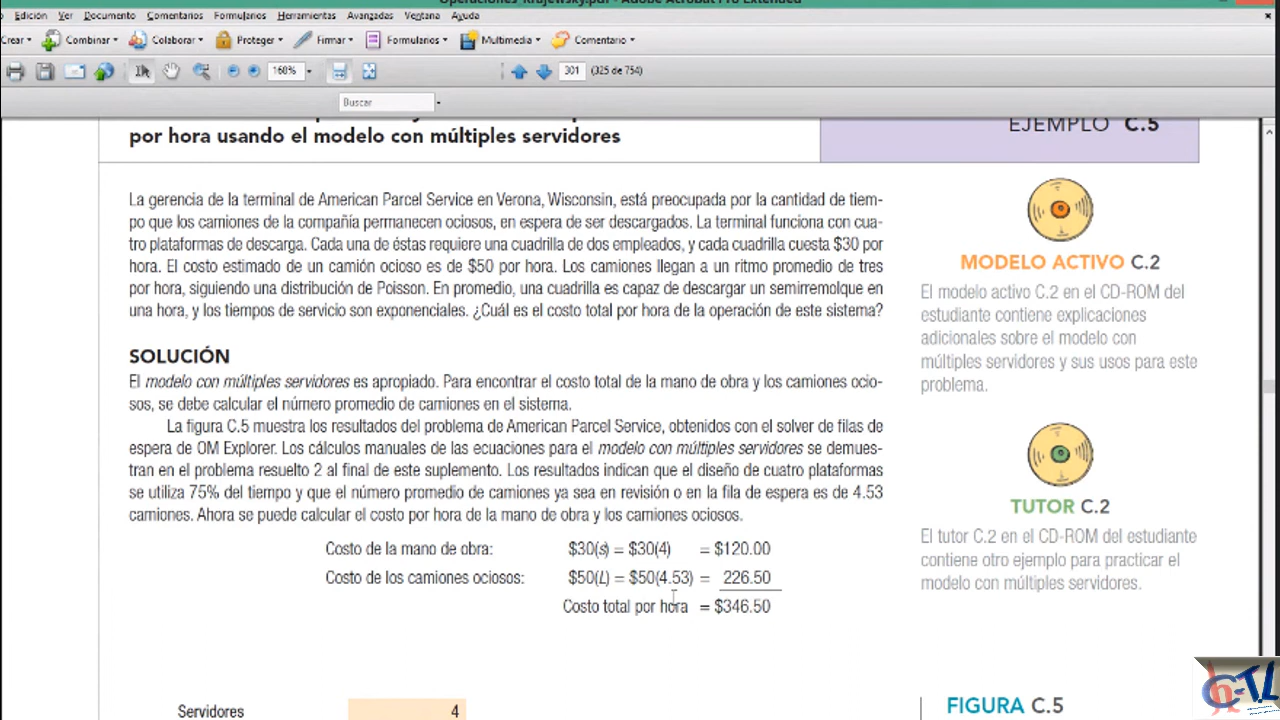 Operaciones Krajewsky.pdf - Adobe Acrobat Pro Extended
Edición Ver Documento Comentarios Formularios Herramientas Avanzadas Ventana Ayuda
Crear Combinar Colaborar Proteger Firmar Formularios Multimedia Comentario
160% 301 (325 de 754)
Buscar
por hora usando el modelo con múltiples servidores
EJEMPLO C.5
La gerencia de la terminal de American Parcel Service en Verona, Wisconsin, está preocupada por la cantidad de tiem-
po que los camiones de la compañía permanecen ociosos, en espera de ser descargados. La terminal funciona con cua-
tro plataformas de descarga. Cada una de éstas requiere una cuadrilla de dos empleados, y cada cuadrilla cuesta $30 por
hora. El costo estimado de un camión ocioso es de $50 por hora. Los camiones llegan a un ritmo promedio de tres
por hora, siguiendo una distribución de Poisson. En promedio, una cuadrilla es capaz de descargar un semirremolque en
una hora, y los tiempos de servicio son exponenciales. ¿Cuál es el costo total por hora de la operación de este sistema?
SOLUCIÓN
El modelo con múltiples servidores es apropiado. Para encontrar el costo total de la mano de obra y los camiones ocio-
sos, se debe calcular el número promedio de camiones en el sistema.
La figura C.5 muestra los resultados del problema de American Parcel Service, obtenidos con el solver de filas de
espera de OM Explorer. Los cálculos manuales de las ecuaciones para el modelo con múltiples servidores se demues-
tran en el problema resuelto 2 al final de este suplemento. Los resultados indican que el diseño de cuatro plataformas
se utiliza 75% del tiempo y que el número promedio de camiones ya sea en revisión o en la fila de espera es de 4.53
camiones. Ahora se puede calcular el costo por hora de la mano de obra y los camiones ociosos.
Costo de la mano de obra: $30(s) = $30(4) = $120.00
Costo de los camiones ociosos: $50(L) = $50(4.53) = 226.50
Costo total por hora = $346.50
MODELO ACTIVO C.2
El modelo activo C.2 en el CD-ROM del
estudiante contiene explicaciones
adicionales sobre el modelo con
múltiples servidores y sus usos para este
problema.
TUTOR C.2
El tutor C.2 en el CD-ROM del estudiante
contiene otro ejemplo para practicar el
modelo con múltiples servidores.
Servidores 4
FIGURA C.5